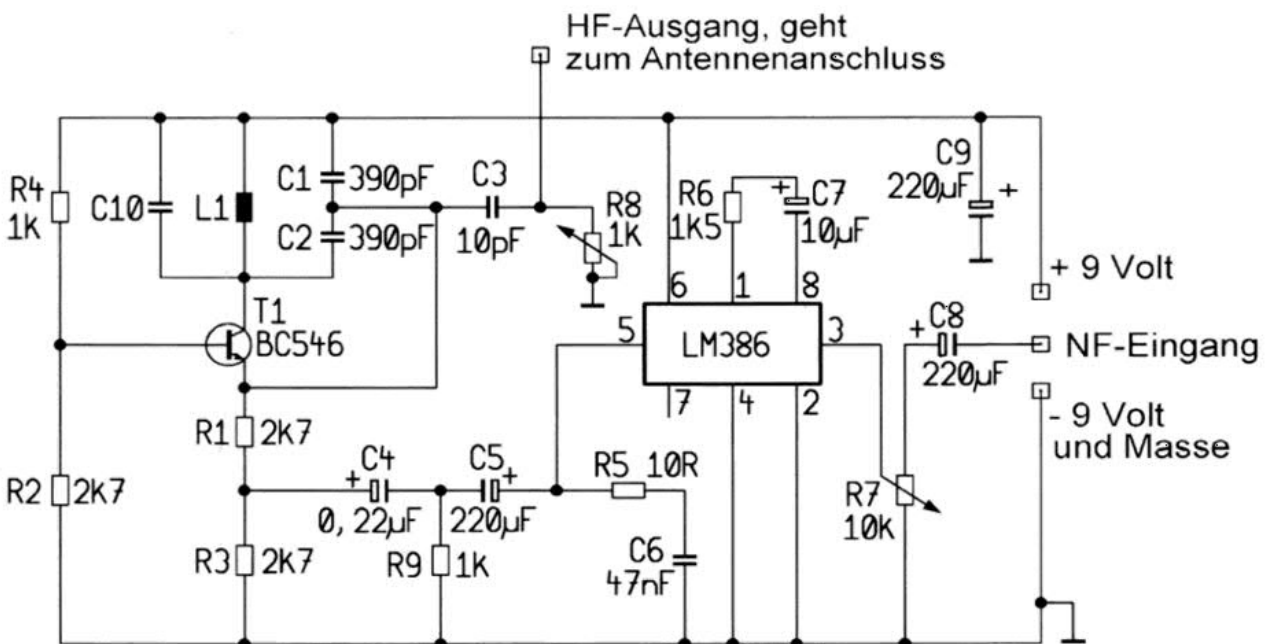 HF-Ausgang, geht
zum Antennenanschluss
R4
1K
C10
L1
C1 390pF
C2 390pF
C3
10pF
R8
1K
R6
1K5
+ C7
10µF
C9
220µF +
+ 9 Volt
T1
BC546
6 1 8
5 LM386 3
7 4 2
+ C8
220µF
NF-Eingang
- 9 Volt
und Masse
R1 2K7
R2 2K7
C4
+
0,22µF
C5
+
220µF
R5 10R
R7
10K
R3 2K7
R9 1K
C6
47nF